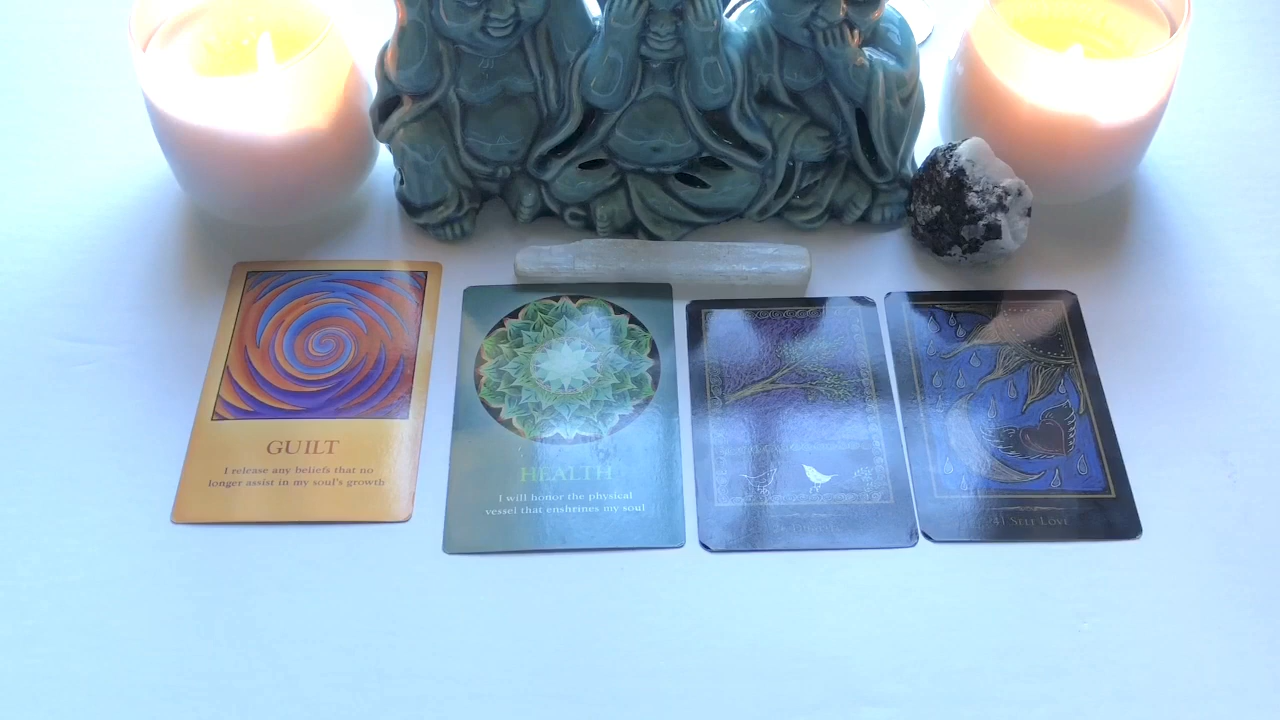 GUILT
I release any beliefs that no
longer assist in my soul's growth
HEALTH
I will honor the physical
vessel that enshrines my soul
24| SELF LOVE